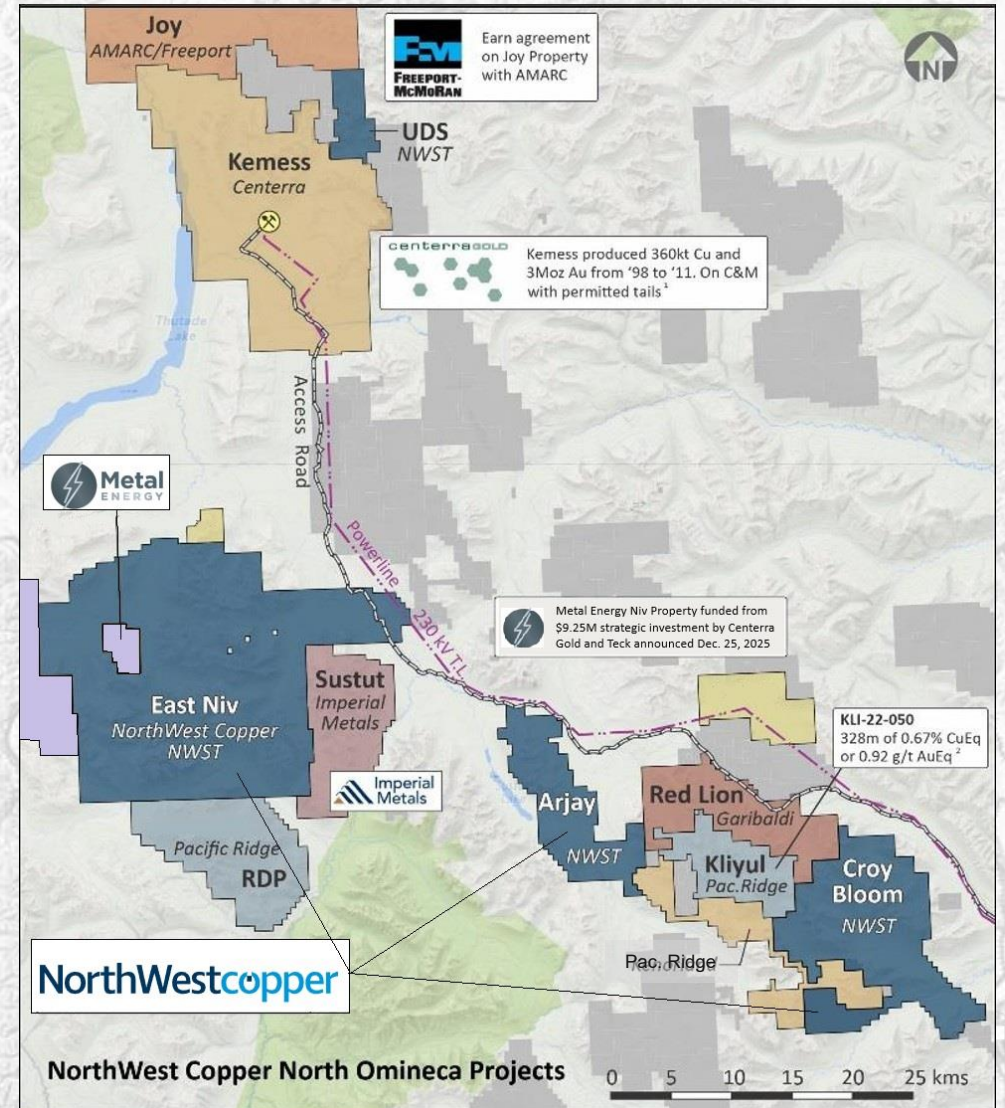 Joy
AMARC/Freeport
FM
FREEPORT-
McMoRAN
Earn agreement
on Joy Property
with AMARC
N
UDS
NWST
Kemess
Centerra
centerraGOLD
Kemess produced 360kt Cu and
3Moz Au from ‘98 to ‘11. On C&M
with permitted tails ¹
Thutade
Lake
Access Road
Metal
ENERGY
Powerline
230 kV T.L.
Metal Energy Niv Property funded from
$9.25M strategic investment by Centerra
Gold and Teck announced Dec. 25, 2025
East Niv
NorthWest Copper
NWST
Sustut
Imperial
Metals
Imperial
Metals
KLI-22-050
328m of 0.67% CuEq
or 0.92 g/t AuEq ²
Arjay
NWST
Red Lion
Garibaldi
Kliyul
Pac.Ridge
Croy
Bloom
NWST
Pacific Ridge
RDP
Pac. Ridge
NorthWestcopper
NorthWest Copper North Omineca Projects
0 5 10 15 20 25 kms